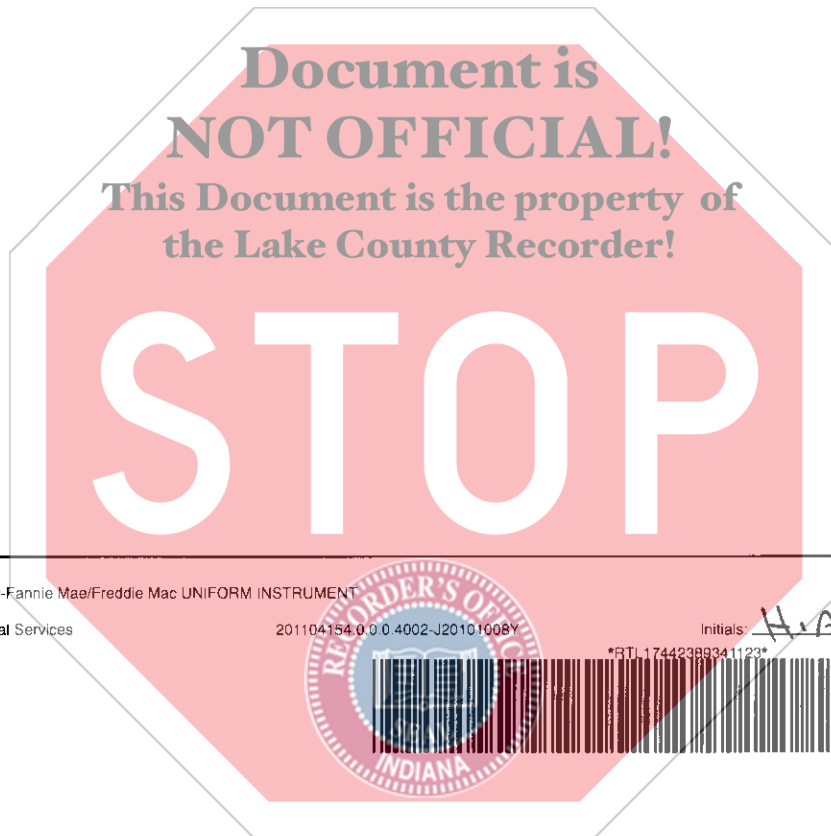 Document is
NOT OFFICIAL!
This Document is the property of
the Lake County Recorder!
STOP
-Fannie Mae/Freddie Mac UNIFORM INSTRUMENT
al Services 201104154.0.0.0.4002-J20101008Y Initials:
*RTL17442389341123*
RECORDER'S OFFICE
SEAL
INDIANA